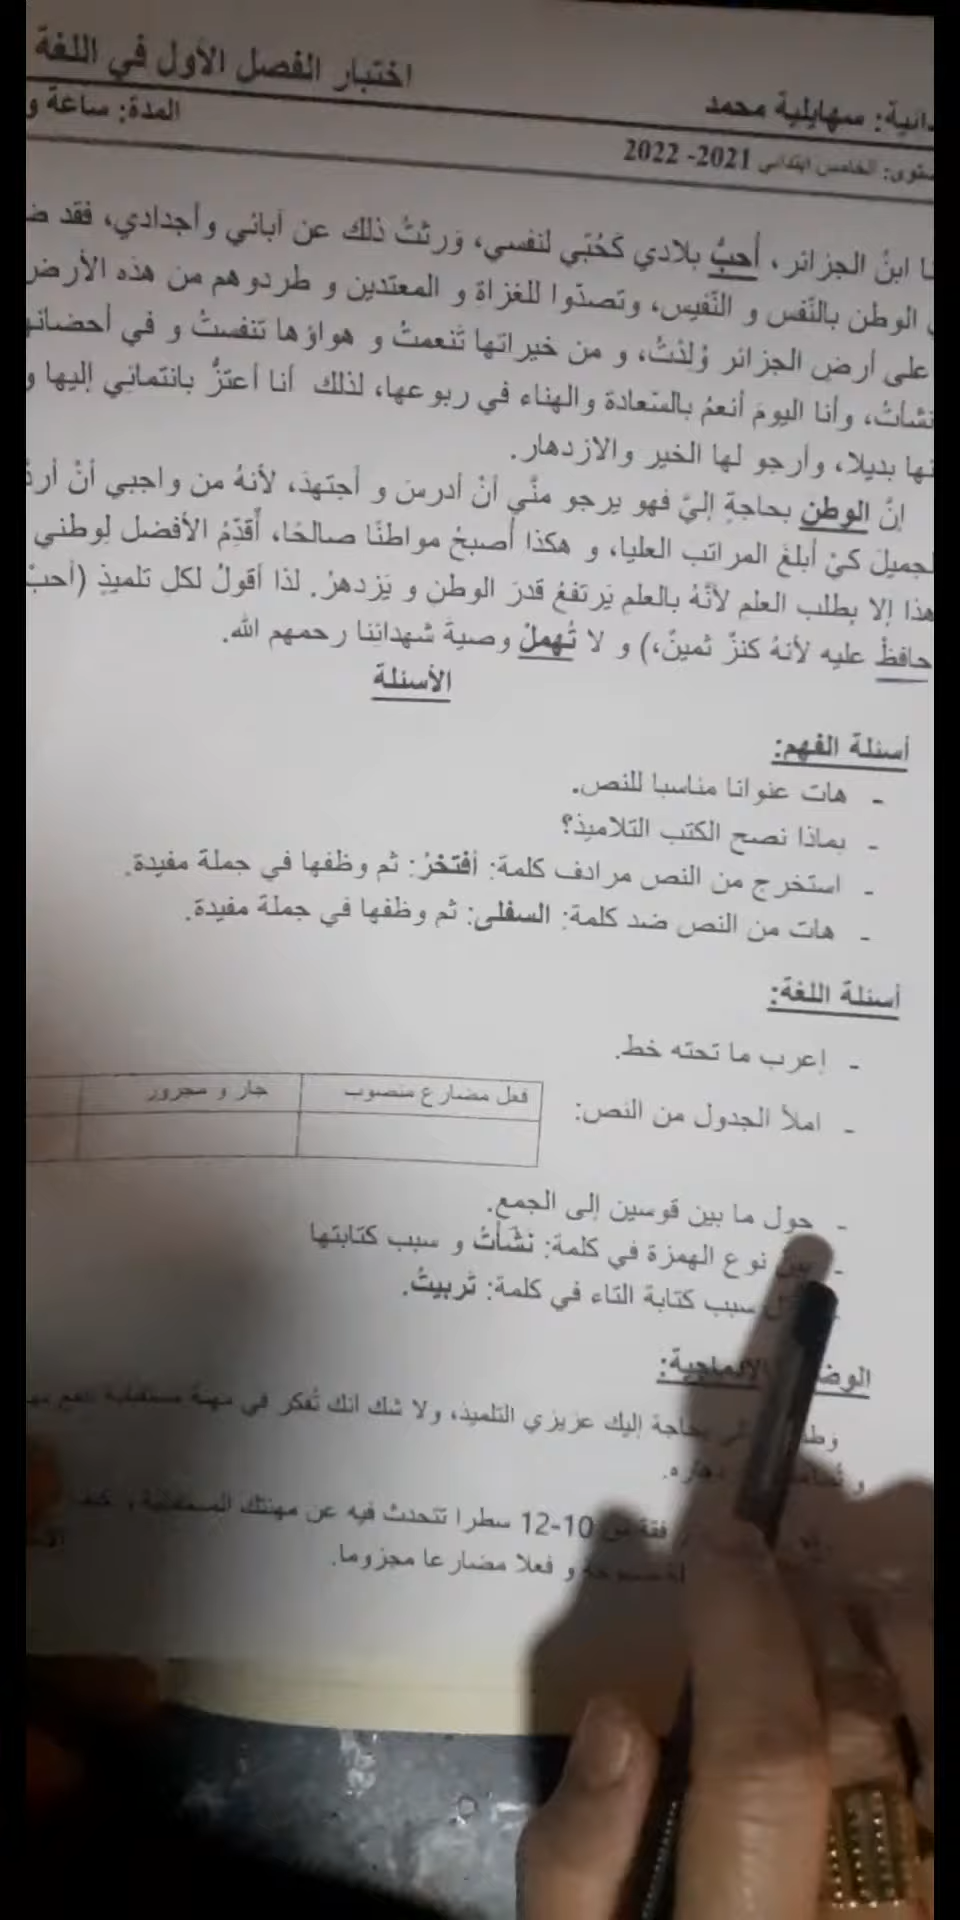 اختبار الفصل الأول في اللغة
سهايلية محمد
المدة: ساعة و
الخامس ابتدائي 2021- 2022
ابنُ الجزائر، أحبُّ بلادي كَحُبّي لنفسي، وَرثتُ ذلك عن آبائي وأجدادي، فقد
الوطن بالنَفس و النَفيس، وتصدّوا للغزاة و المعتدين و طردوهم من هذه الأرض
على أرض الجزائر وُلدْتُ، و من خيراتها تَنعمتُ و هواؤها تنفستُ و في
نشأتُ، وأنا اليومَ أنعمُ بالسّعادة والهناء في ربوعها، لذلك أنا أعتزُّ بانتمائي إليها و
بديلا، وأرجو لها الخير والازدهار.
إنَّ الوطن بحاجةٍ إليَّ فهو يرجو منّي أنْ أدرسَ و أجتهدَ، لأنهُ من واجبي أنْ
كيْ أبلغَ المراتب العليا، و هكذا أصبحُ مواطنًا صالحًا، أُقدّمُ الأفضل لِوطني
هذا إلا بطلب العلم لأنَّهُ بالعلم يَرتفعُ قدرَ الوطن و يَزدهرُ. لذا أقولُ لكل تلميذٍ (أحبْ
حافظْ عليه لأنهُ كنزٌ ثمينٌ،) و لا تُهملْ وصيةَ شهدائنا رحمهم الله.
الأسئلة
أسئلة الفهم:
- هات عنوانا مناسبا للنص.
- بماذا نصح الكتب التلاميذ؟
- استخرج من النص مرادف كلمة: أفتخرُ: ثم وظفها في جملة مفيدة.
- هات من النص ضد كلمة: السفلى: ثم وظفها في جملة مفيدة.
أسئلة اللغة:
- إعرب ما تحته خط.
- املأ الجدول من النص:
فعل مضارع منصوب
جار و مجرور
- حول ما بين قوسين إلى الجمع.
- بين نوع الهمزة في كلمة: نَشَأتُ و سبب كتابتها
سبب كتابة التاء في كلمة: تَربيتُ.
إليك عزيزي التلميذ، ولا شك انك تُفكر في مهنة مستقبلية
10-12 سطرا تتحدث فيه عن مهنتك المستقبلية و
و فعلا مضارعا مجزوما.